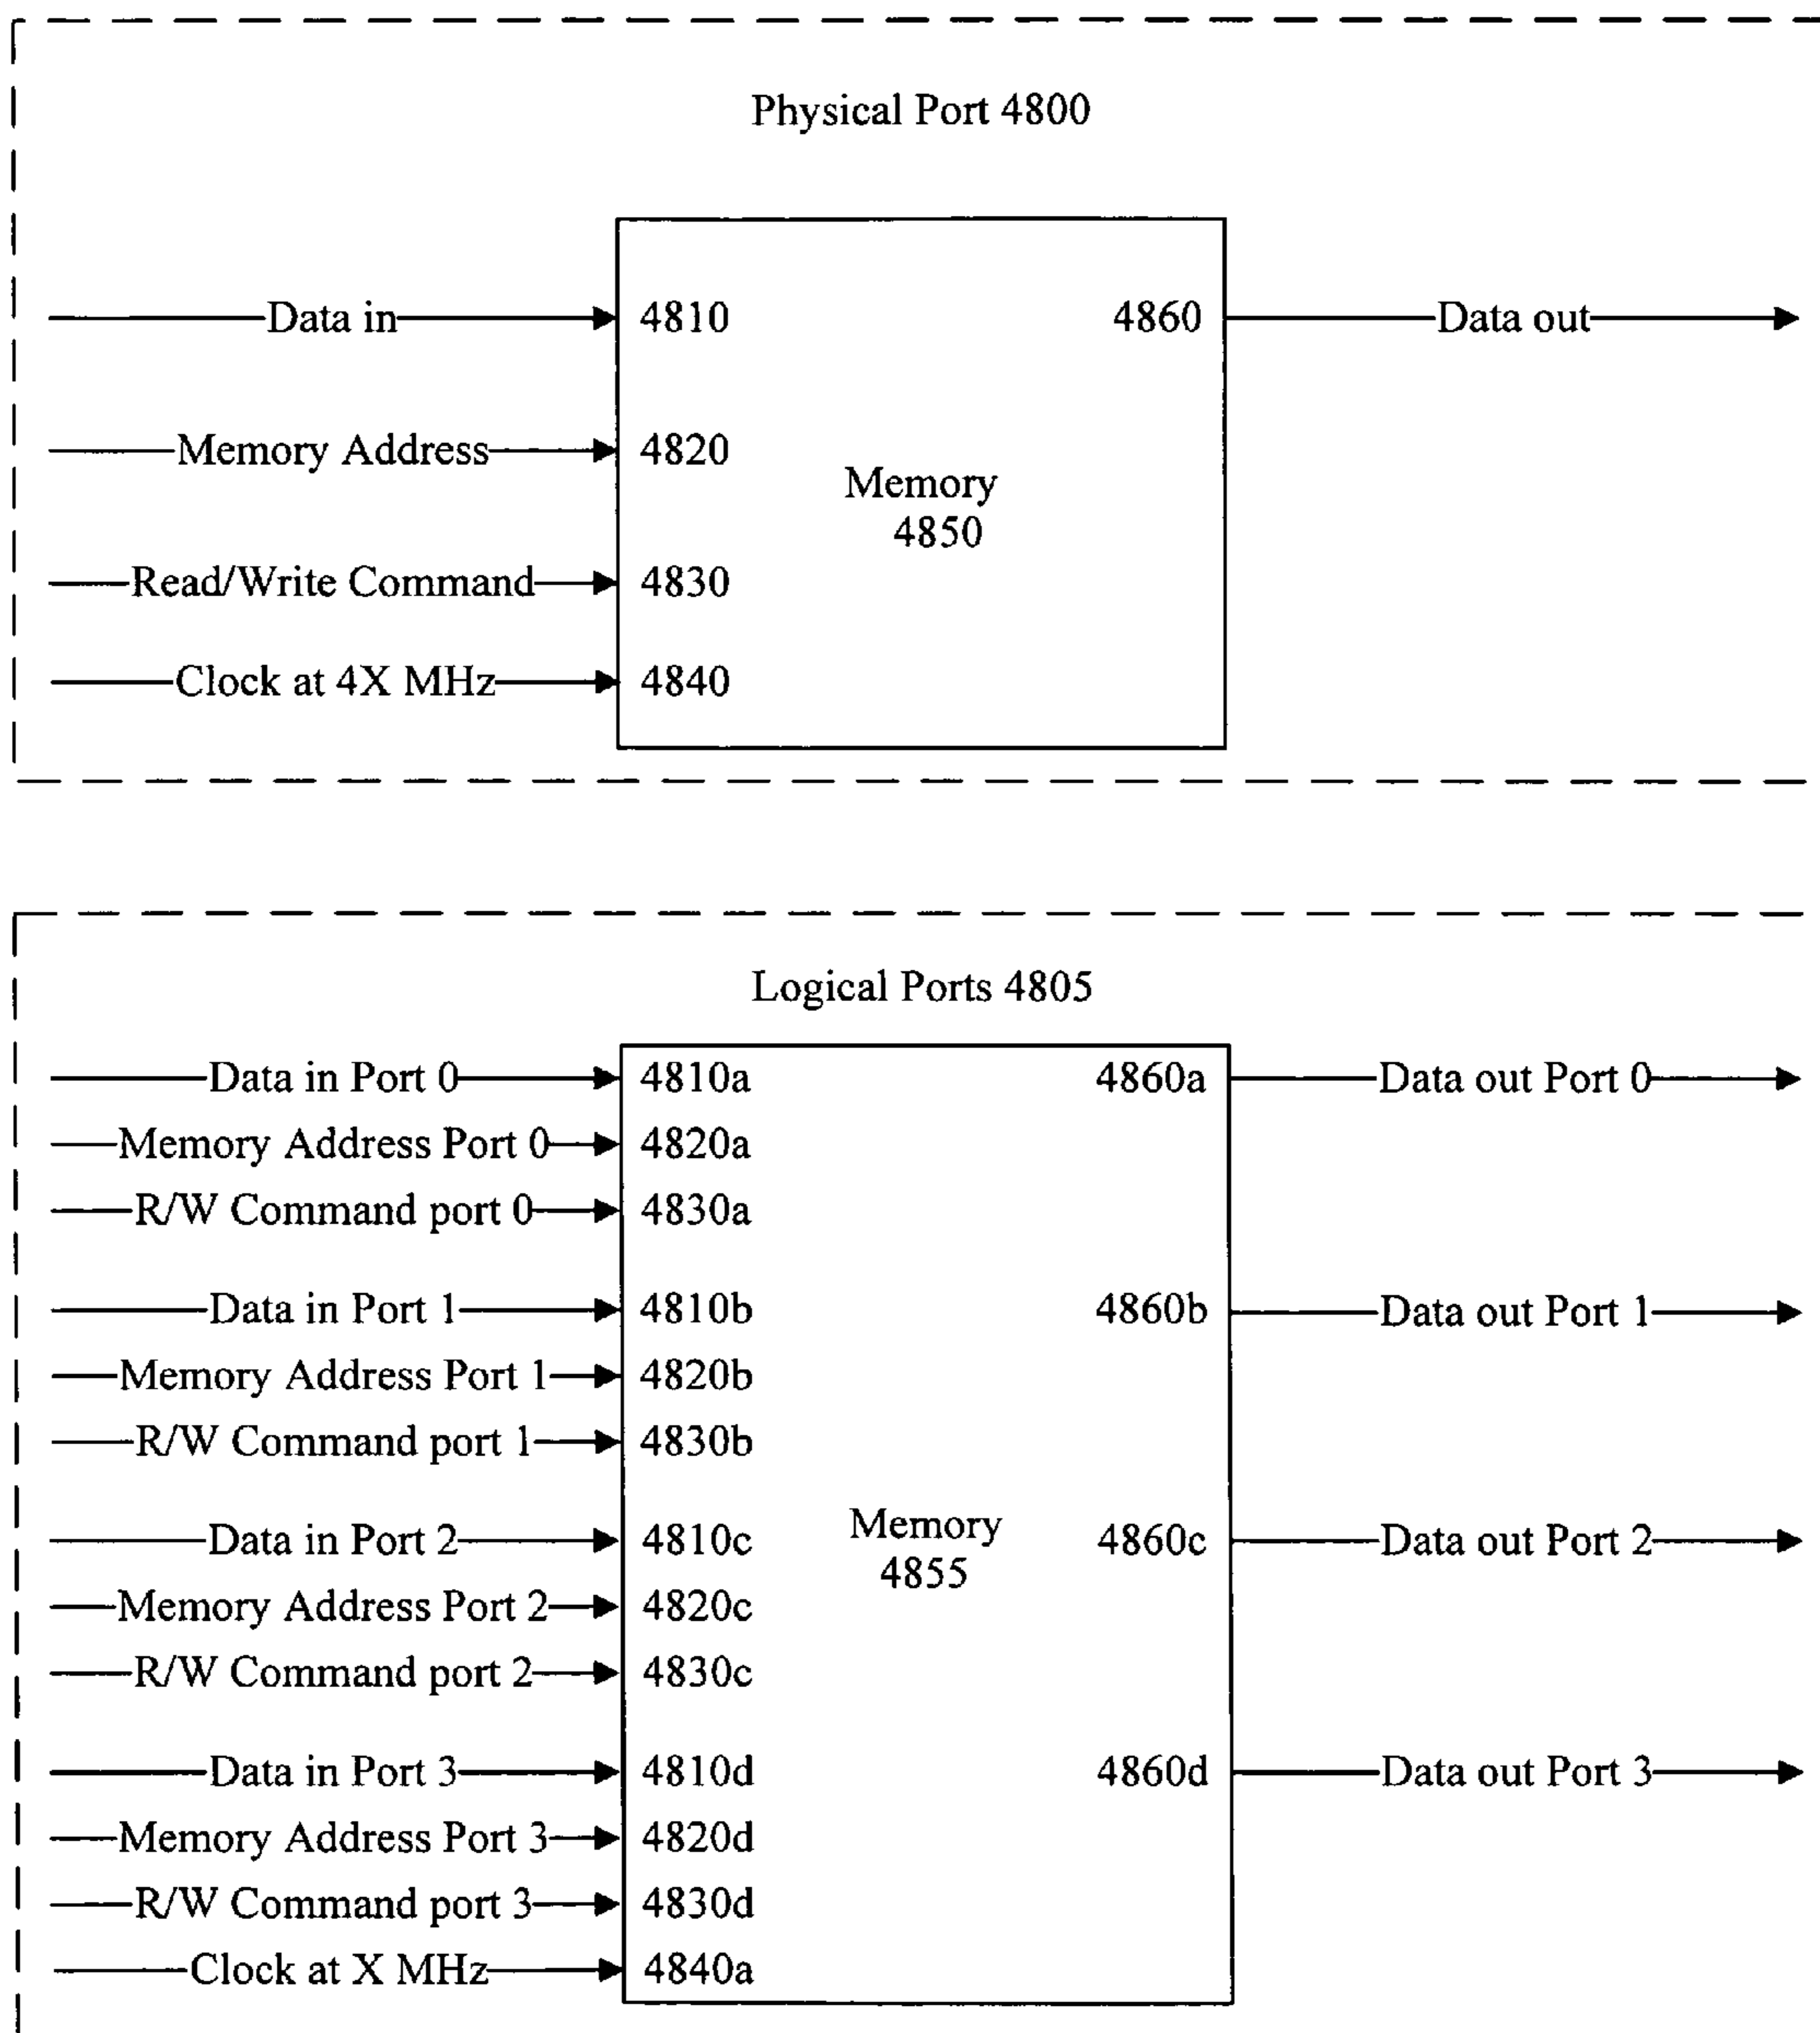 Physical Port 4800
Data in 4810 4860 Data out
Memory Address 4820
Memory
4850
Read/Write Command 4830
Clock at 4X MHz 4840
Logical Ports 4805
Data in Port 0 4810a 4860a Data out Port 0
Memory Address Port 0 4820a
R/W Command port 0 4830a
Data in Port 1 4810b 4860b Data out Port 1
Memory Address Port 1 4820b
R/W Command port 1 4830b
Data in Port 2 4810c Memory 4860c Data out Port 2
4855
Memory Address Port 2 4820c
R/W Command port 2 4830c
Data in Port 3 4810d 4860d Data out Port 3
Memory Address Port 3 4820d
R/W Command port 3 4830d
Clock at X MHz 4840a